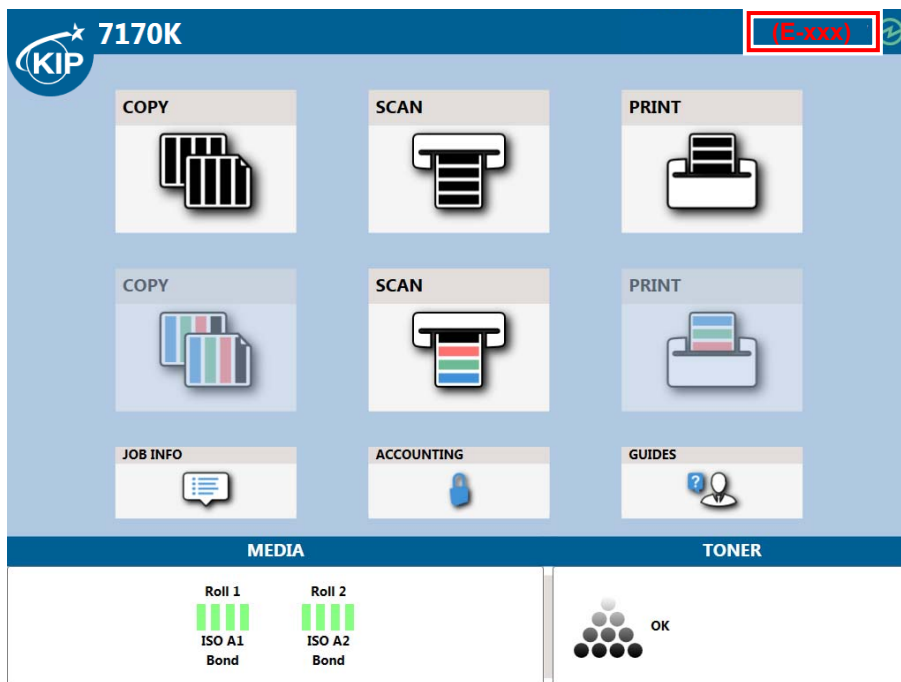 KIP
7170K
(E-xxx)
COPY
SCAN
PRINT
COPY
SCAN
PRINT
JOB INFO
ACCOUNTING
GUIDES
?
MEDIA
TONER
Roll 1
Roll 2
ISO A1
ISO A2
Bond
Bond
OK